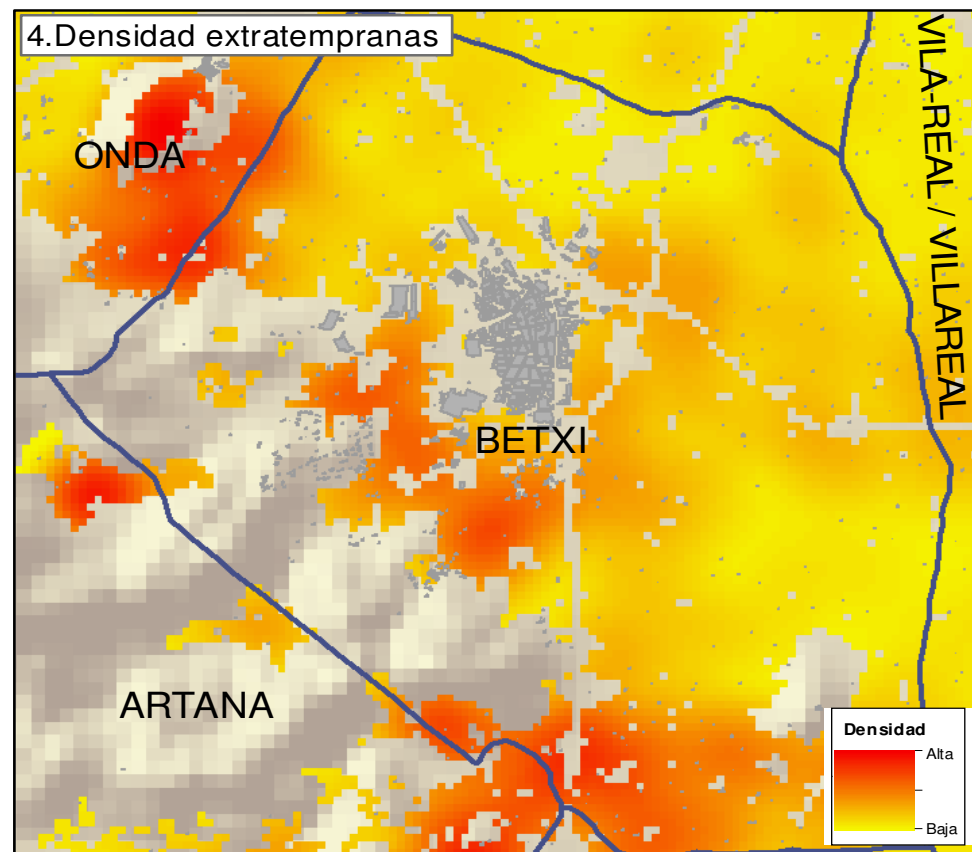 4.Densidad extratempranas
VILA-REAL / VILLAREAL
ONDA
BETXI
ARTANA
Densidad
Alta
Baja